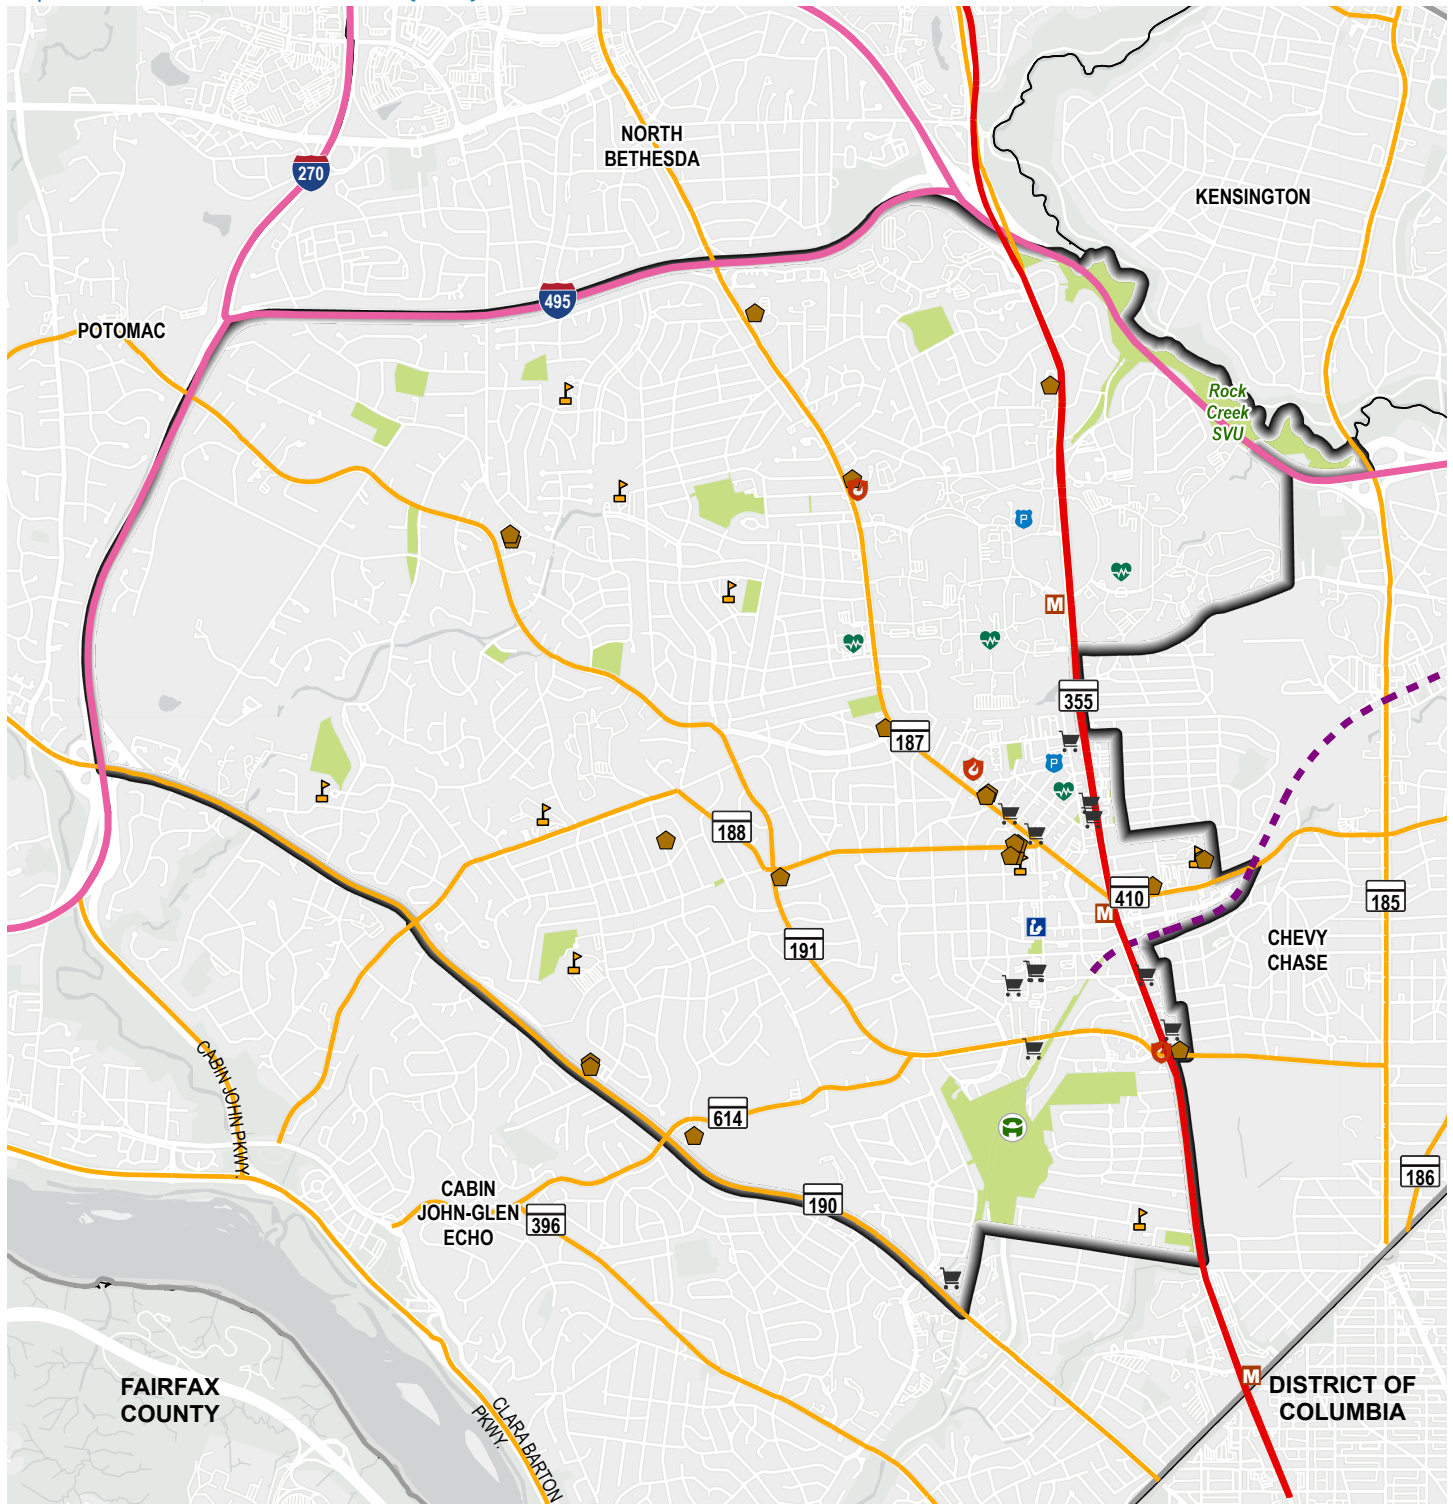 NORTH
BETHESDA
270
KENSINGTON
495
POTOMAC
Rock
Creek
SVU
P
M
355
187
P
188
410
185
M
191
CHEVY
CHASE
CABIN JOHN PKWY.
614
186
CABIN
JOHN-GLEN
ECHO
190
396
FAIRFAX
COUNTY
M
DISTRICT OF
COLUMBIA
CLARA BARTON
PKWY.